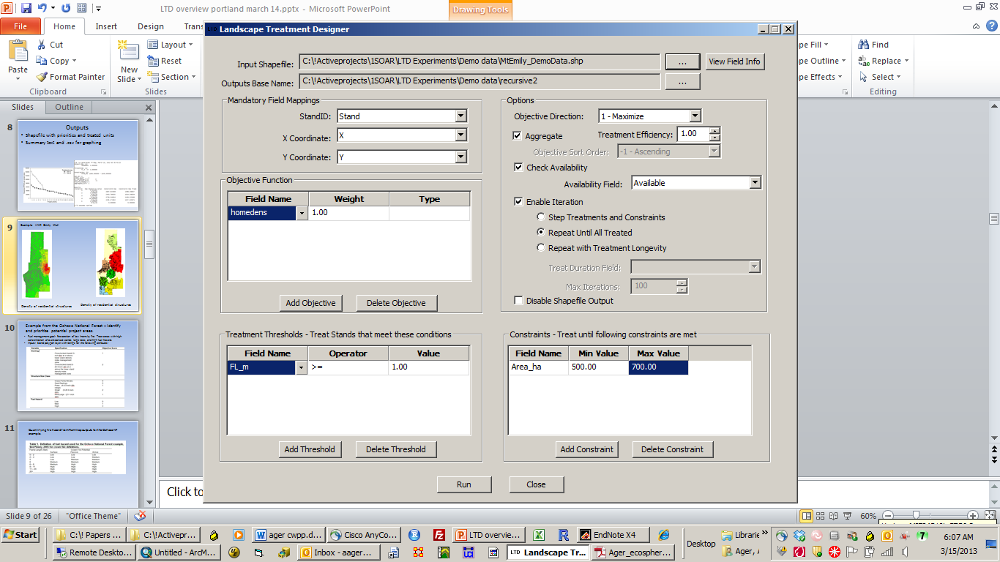 LTD overview portland march 14.pptx - Microsoft PowerPoint
Drawing Tools
File Home Insert Design
Cut
Copy
Format Painter
Paste
Clipboard
New Slide
Layout
Reset
Section
Slides
Find
Replace
Select
Editing
Slides Outline
8
Outputs
Shapefile with priorities and treated units
Summary text and .csv for graphing
9
Density of residential structures
Density of residential structures
10
Example from the Ochoco National Forest – Identify
and prioritize potential project areas
11
Landscape Treatment Designer
Input Shapefile: C:\!Activeprojects\1SOAR\LTD Experiments\Demo data\MtEmily_DemoData.shp ... View Field Info
Outputs Base Name: C:\!Activeprojects\1SOAR\LTD Experiments\Demo data\recursive2 ...
Mandatory Field Mappings
StandID: Stand
X Coordinate: X
Y Coordinate: Y
Objective Function
Field Name Weight Type
homedens 1.00
Add Objective Delete Objective
Options
Objective Direction: 1 - Maximize
Aggregate Treatment Efficiency: 1.00
Objective Sort Order: -1 - Ascending
Check Availability
Availability Field: Available
Enable Iteration
Step Treatments and Constraints
Repeat Until All Treated
Repeat with Treatment Longevity
Treat Duration Field:
Max Iterations: 100
Disable Shapefile Output
Treatment Thresholds - Treat Stands that meet these conditions
Field Name Operator Value
FL_m >= 1.00
Add Threshold Delete Threshold
Constraints - Treat until following constraints are met
Field Name Min Value Max Value
Area_ha 500.00 700.00
Add Constraint Delete Constraint
Run Close
Click to
Slide 9 of 26 "Office Theme" 60%
Start C:\! Papers ... C:\!Activepr... ager cwpp.d... Cisco AnyCo... LTD overvie... EndNote X4
Remote Deskto... Untitled - ArcM... Inbox - aager... LTD Landscape Tr... Ager_ecospher...
Desktop
Librarie
Ager, A
6:07 AM
3/15/2013